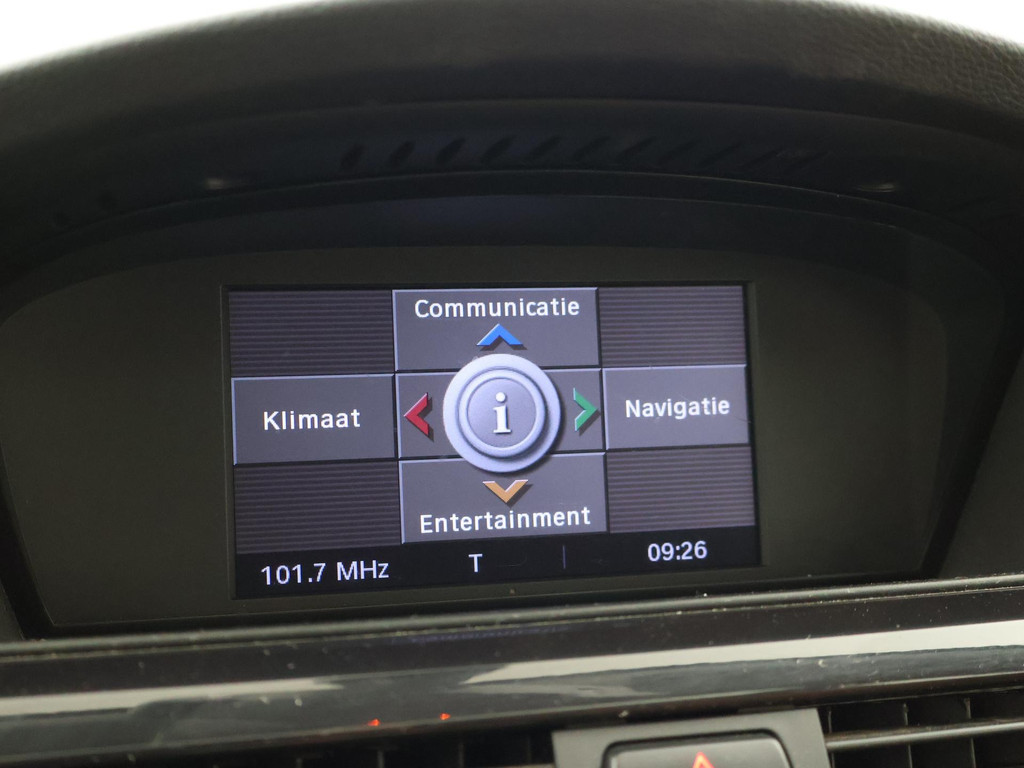 Communicatie
Klimaat
i
Navigatie
Entertainment
101.7 MHz T 09:26